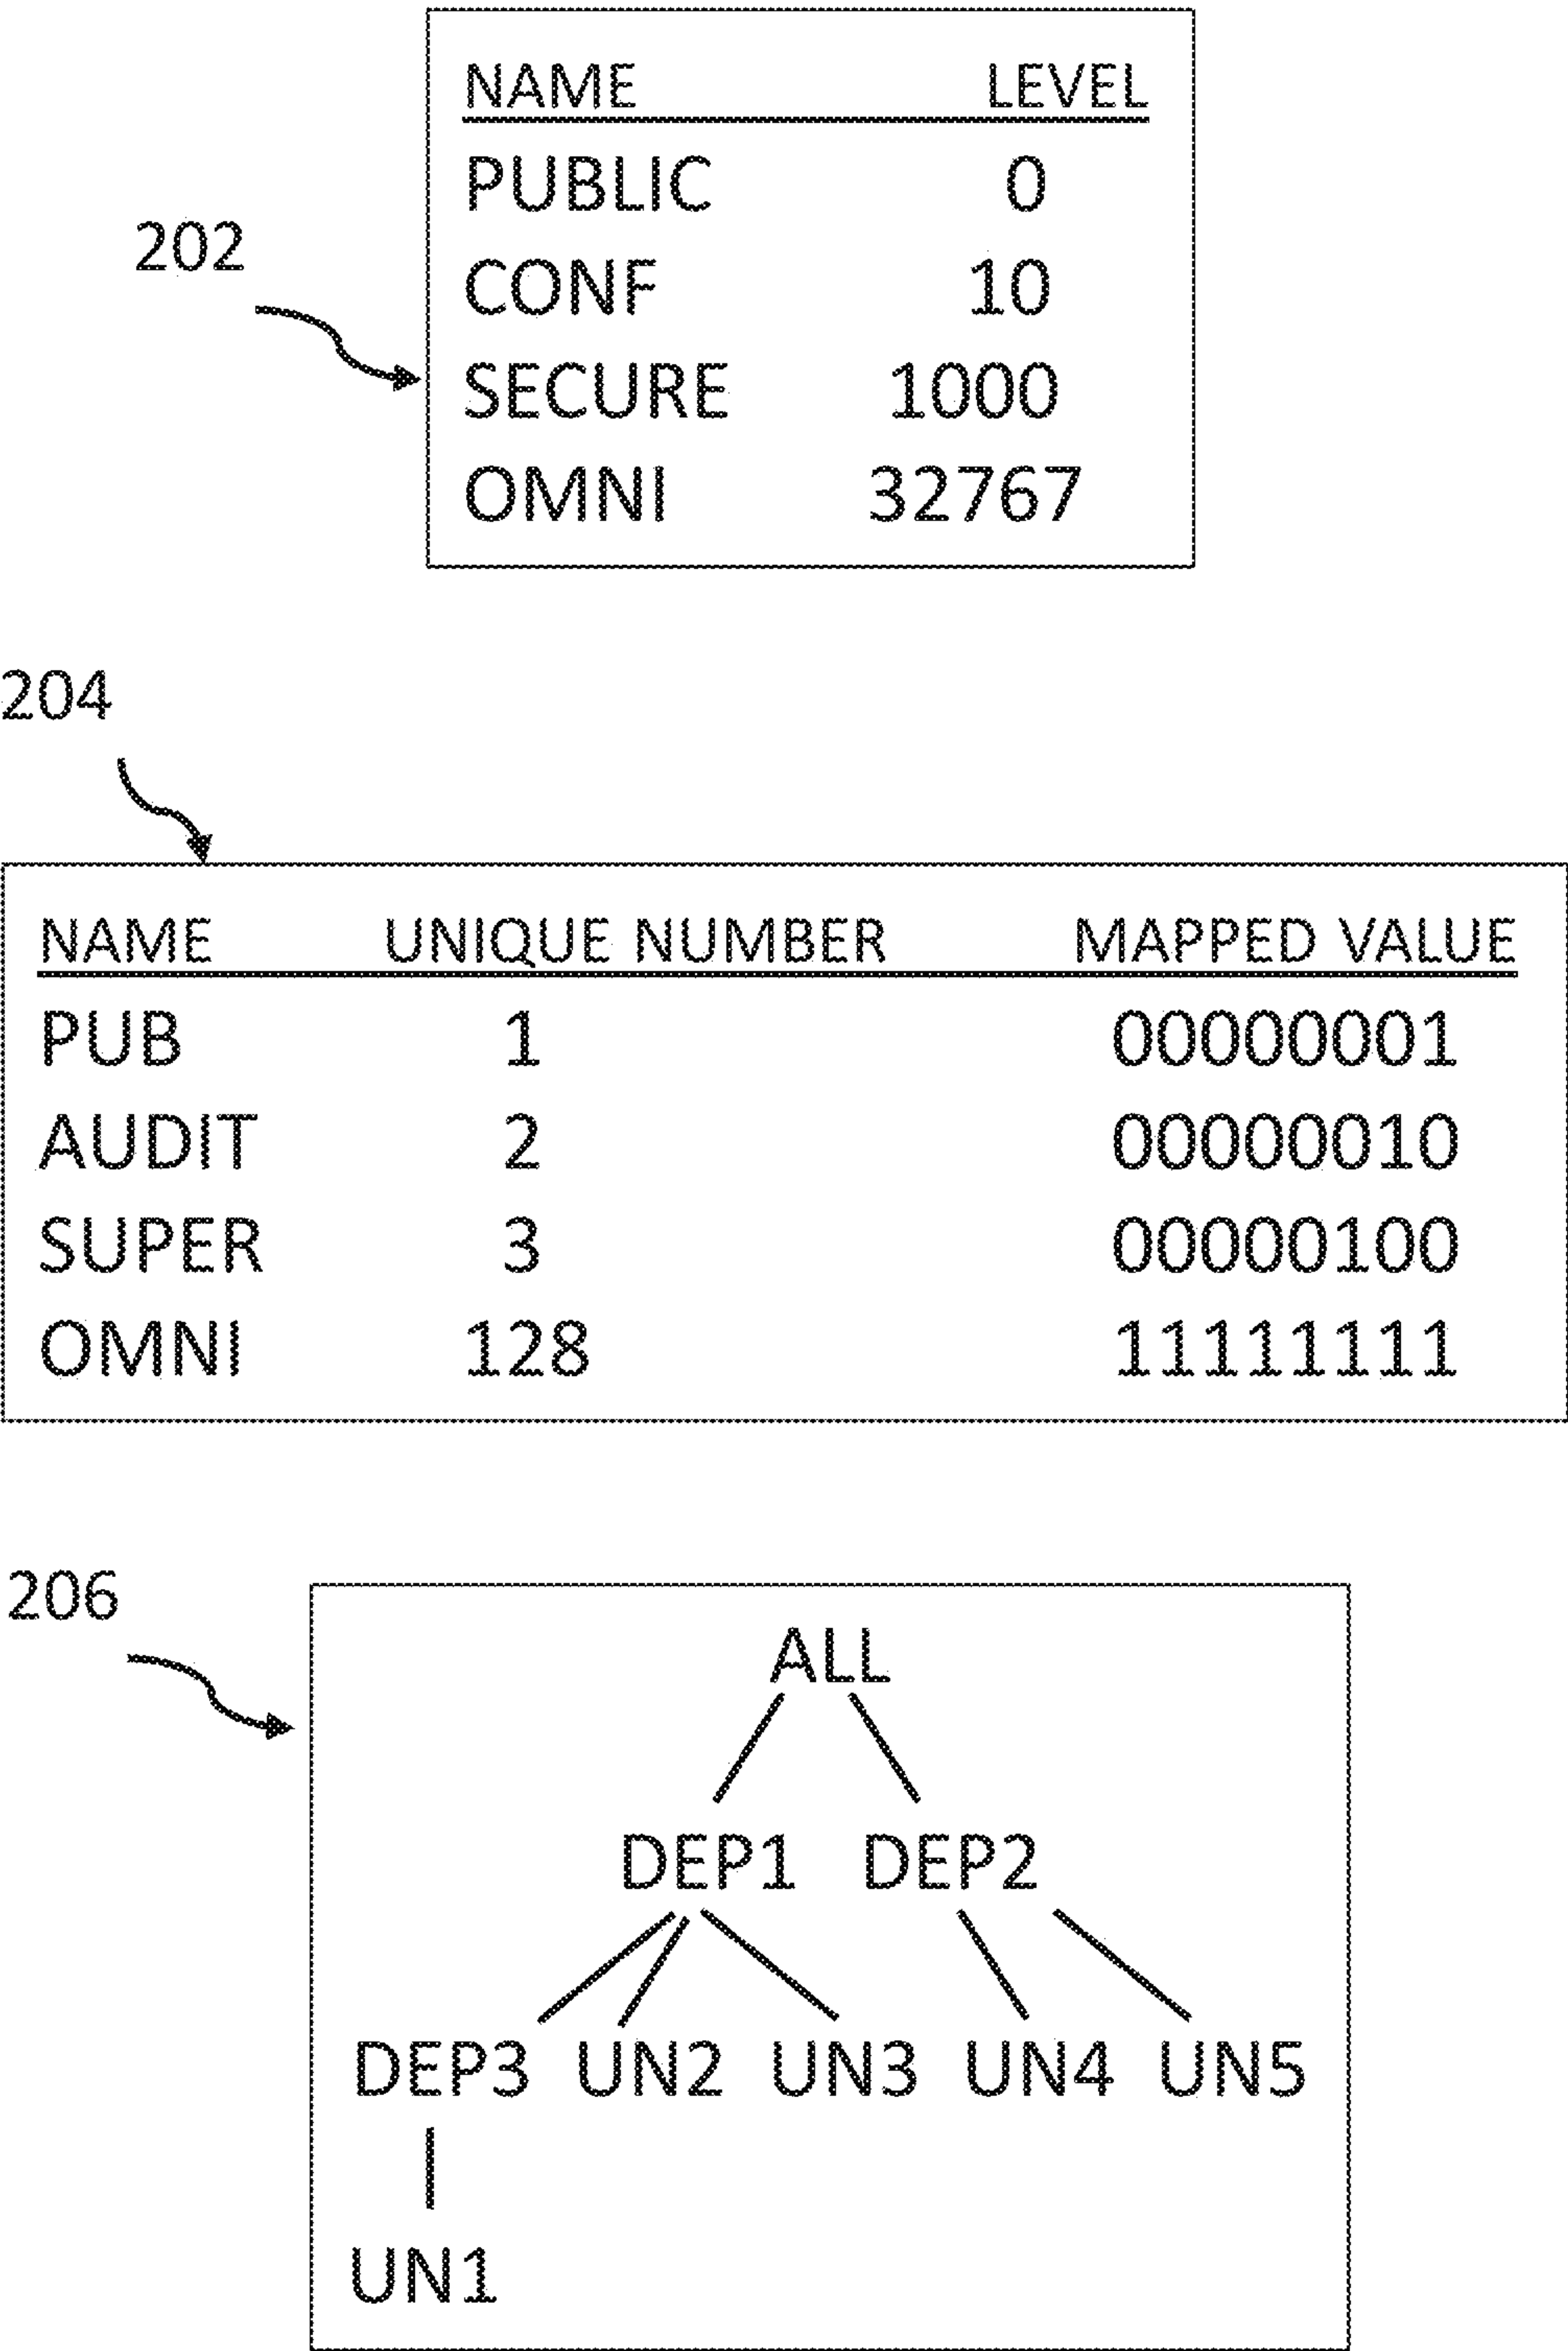 NAME LEVEL
PUBLIC 0
202
CONF 10
SECURE 1000
OMNI 32767
204
NAME UNIQUE NUMBER MAPPED VALUE
PUB 1 00000001
AUDIT 2 00000010
SUPER 3 00000100
OMNI 128 11111111
206
ALL
DEP1 DEP2
DEP3 UN2 UN3 UN4 UN5
UN1